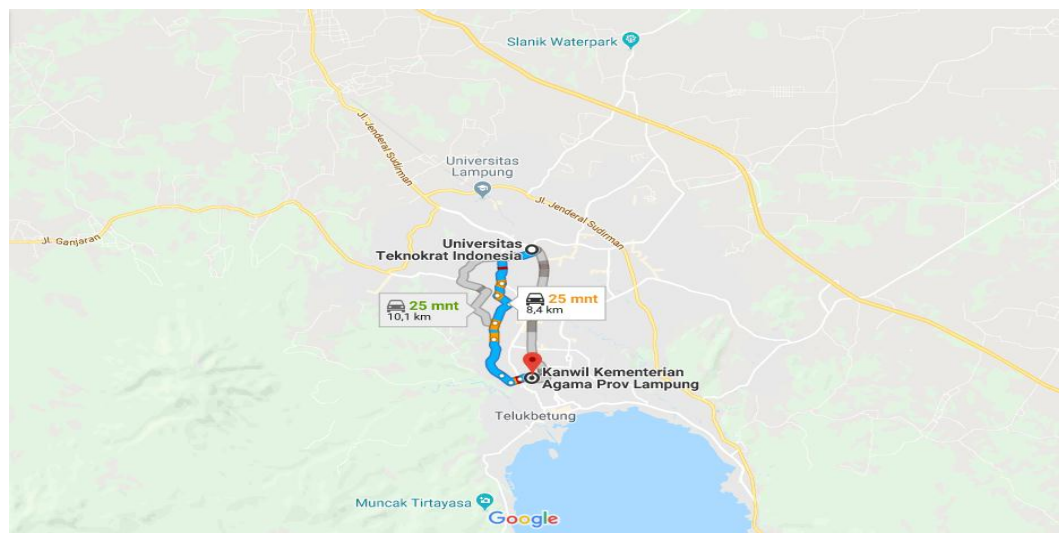 Slanik Waterpark
Jl. Jenderal Sudirman
Universitas
Lampung
Jl. Jenderal Sudirman
Jl. Ganjaran
Universitas
Teknokrat Indonesia
25 mnt
10,1 km
25 mnt
8,4 km
Kanwil Kementerian
Agama Prov Lampung
Telukbetung
Muncak Tirtayasa
Google